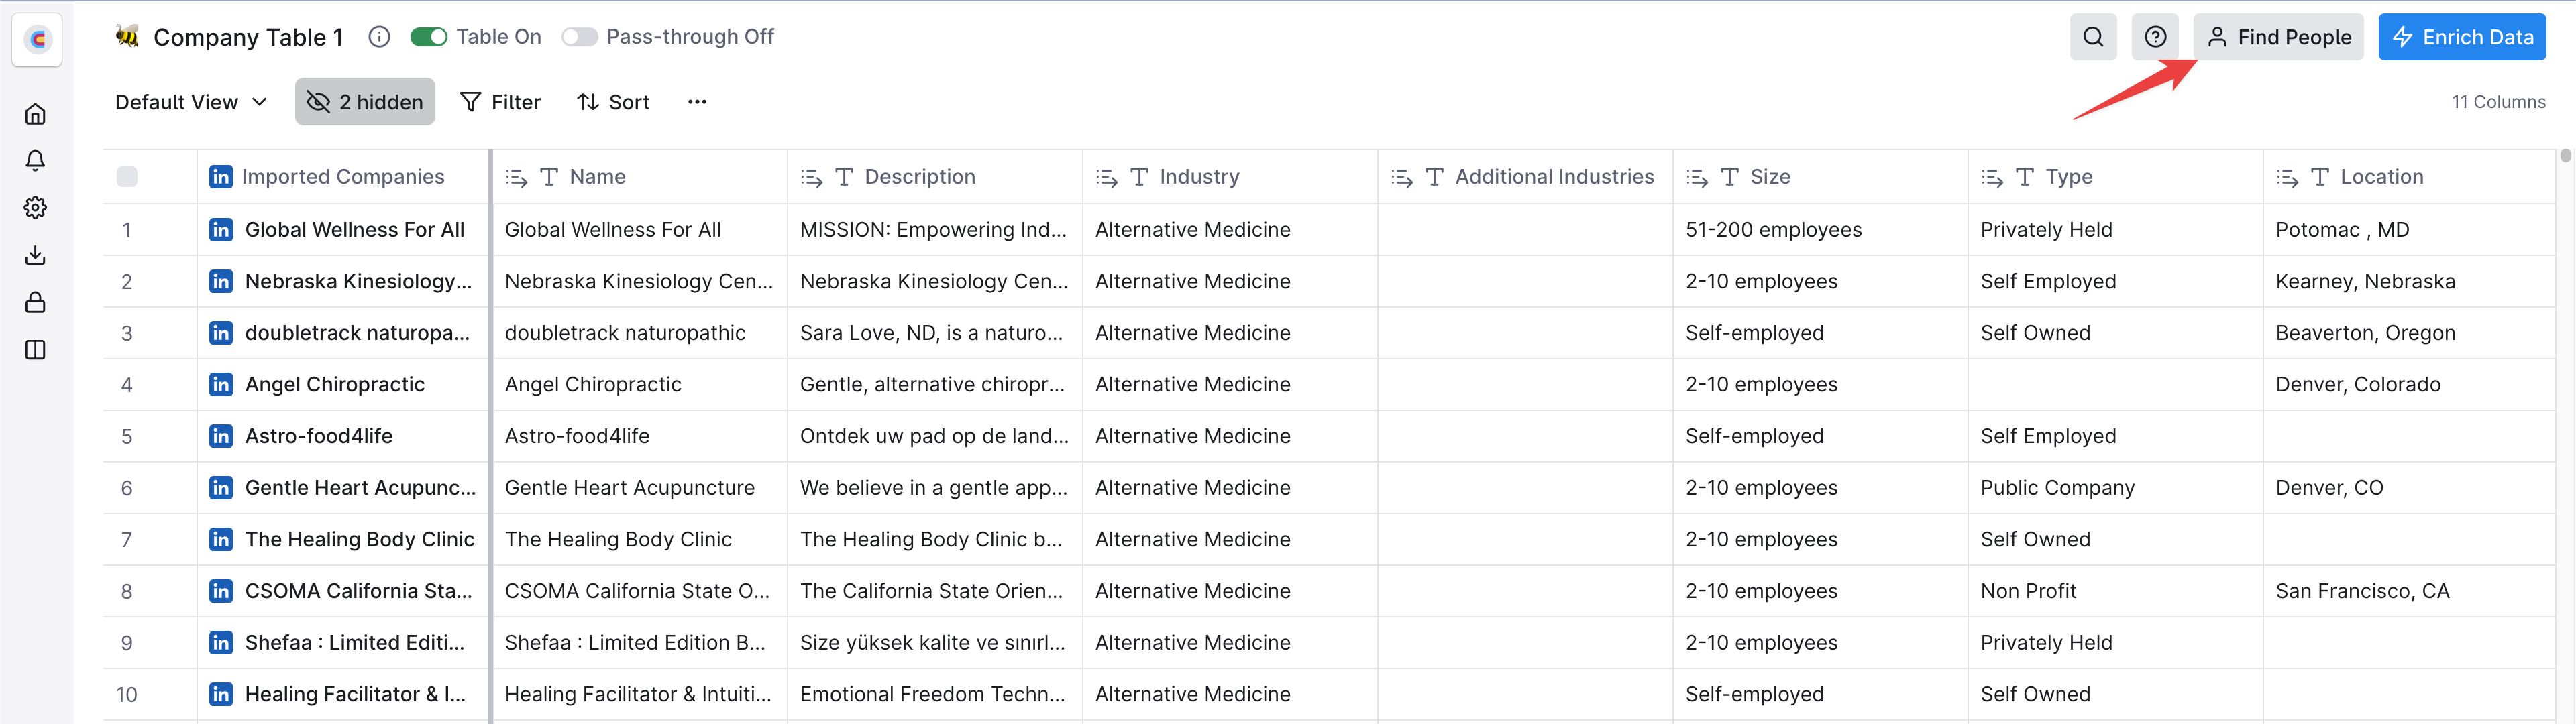 Company Table 1 Table On Pass-through Off Find People Enrich Data
Default View 2 hidden Filter Sort 11 Columns
Imported Companies Name Description Industry Additional Industries Size Type Location
1 Global Wellness For All Global Wellness For All MISSION: Empowering Ind... Alternative Medicine 51-200 employees Privately Held Potomac , MD
2 Nebraska Kinesiology... Nebraska Kinesiology Cen... Nebraska Kinesiology Cen... Alternative Medicine 2-10 employees Self Employed Kearney, Nebraska
3 doubletrack naturopa... doubletrack naturopathic Sara Love, ND, is a naturo... Alternative Medicine Self-employed Self Owned Beaverton, Oregon
4 Angel Chiropractic Angel Chiropractic Gentle, alternative chiropr... Alternative Medicine 2-10 employees Denver, Colorado
5 Astro-food4life Astro-food4life Ontdek uw pad op de land... Alternative Medicine Self-employed Self Employed
6 Gentle Heart Acupunc... Gentle Heart Acupuncture We believe in a gentle app... Alternative Medicine 2-10 employees Public Company Denver, CO
7 The Healing Body Clinic The Healing Body Clinic The Healing Body Clinic b... Alternative Medicine 2-10 employees Self Owned
8 CSOMA California Sta... CSOMA California State O... The California State Orien... Alternative Medicine 2-10 employees Non Profit San Francisco, CA
9 Shefaa : Limited Editi... Shefaa : Limited Edition B... Size yüksek kalite ve sınırl... Alternative Medicine 2-10 employees Privately Held
10 Healing Facilitator & I... Healing Facilitator & Intuiti... Emotional Freedom Techn... Alternative Medicine Self-employed Self Owned